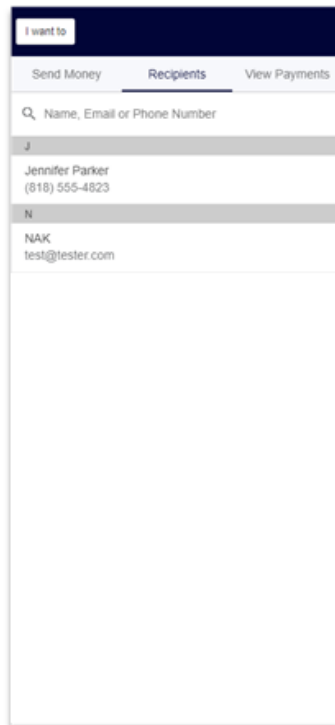 I want to
Send Money Recipients View Payments
Name, Email or Phone Number
J
Jennifer Parker
(818) 555-4823
N
NAK
test@tester.com